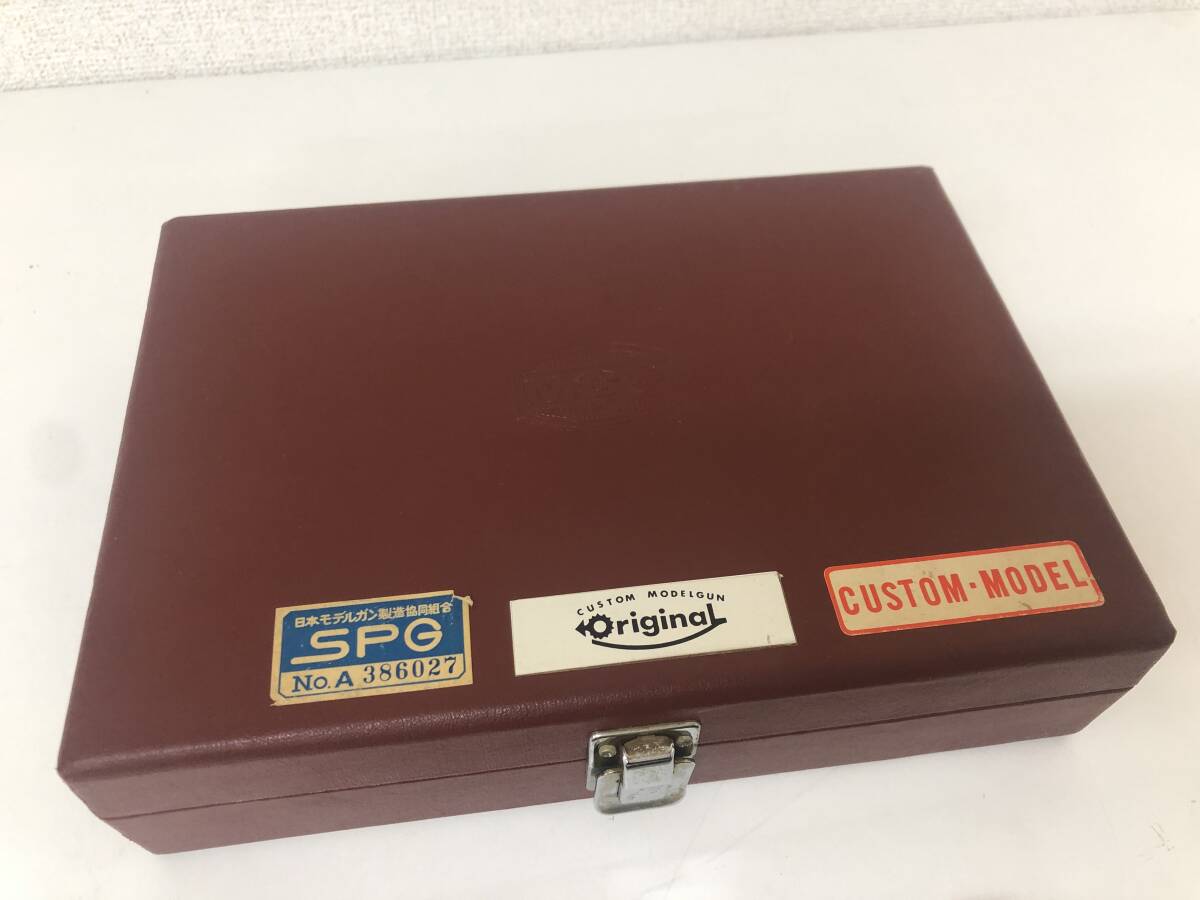 日本モデルガン製造協同組合
SPG
No. A 386027
CUSTOM MODELGUN
Original
CUSTOM·MODEL